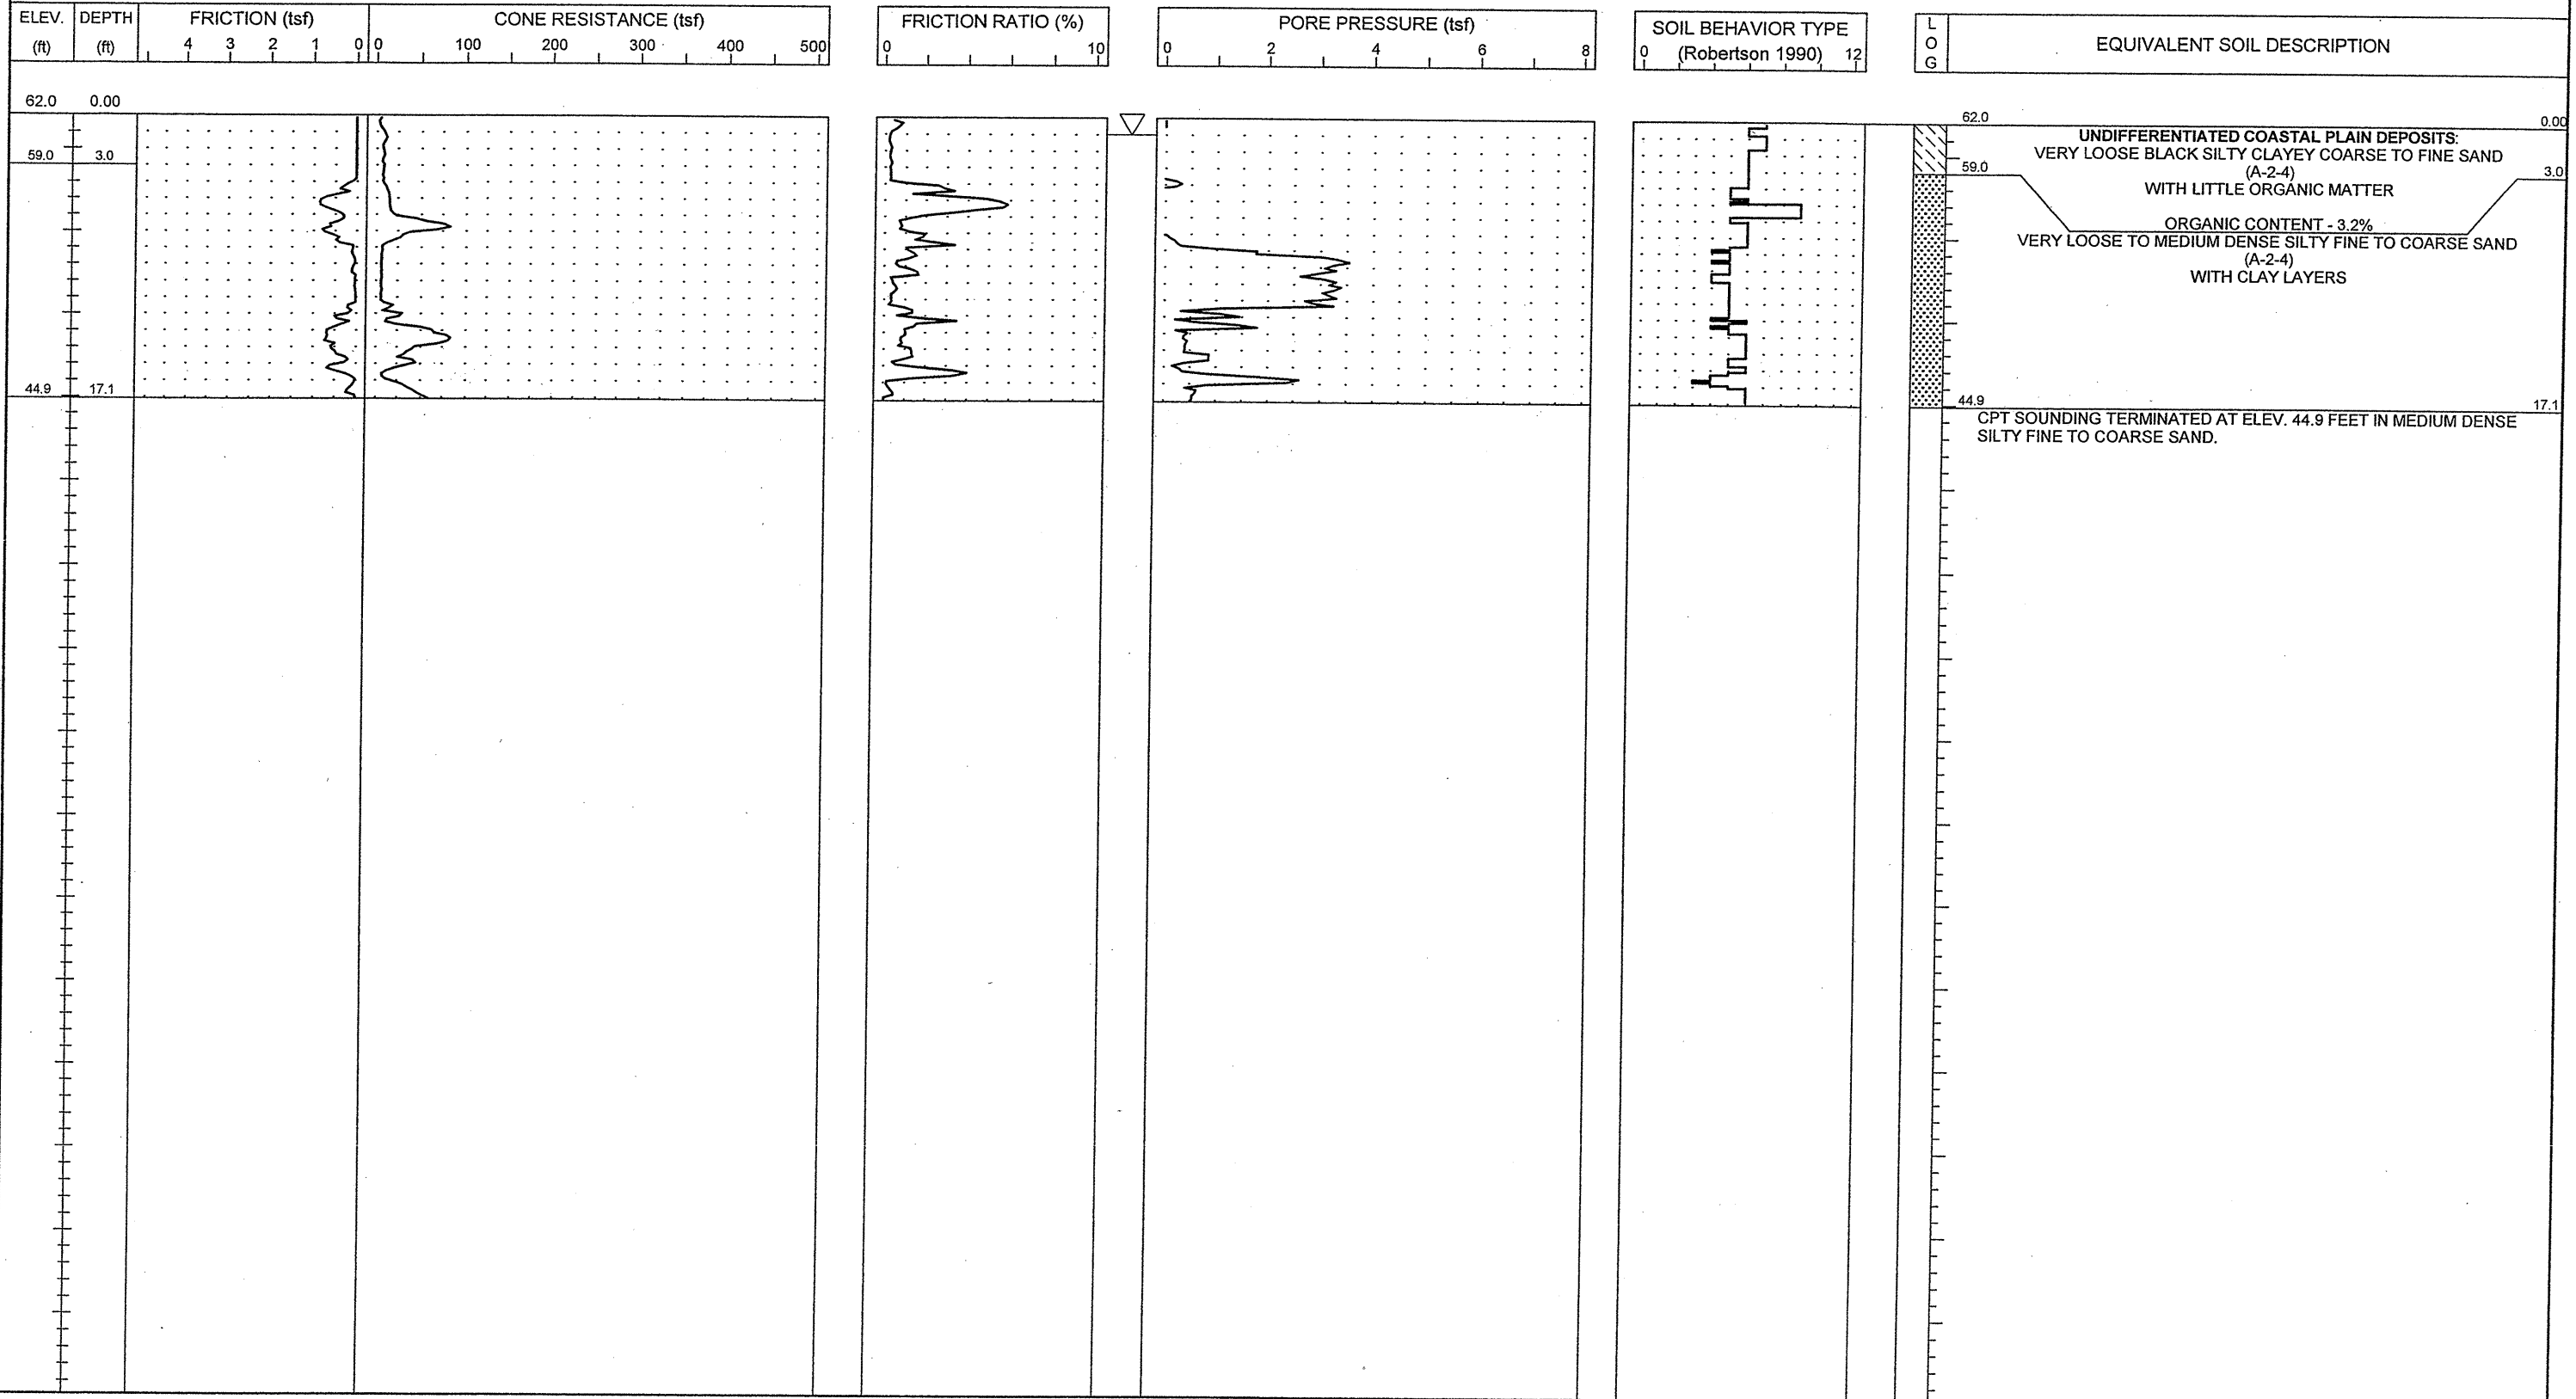 ELEV. DEPTH FRICTION (tsf) CONE RESISTANCE (tsf) FRICTION RATIO (%) PORE PRESSURE (tsf) SOIL BEHAVIOR TYPE L
(ft) (ft) 4 3 2 1 0 0 100 200 300 400 500 0 10 0 2 4 6 8 0 (Robertson 1990) 12 O EQUIVALENT SOIL DESCRIPTION
G
62.0 0.00
62.0 0.00
UNDIFFERENTIATED COASTAL PLAIN DEPOSITS:
VERY LOOSE BLACK SILTY CLAYEY COARSE TO FINE SAND
59.0 3.0
59.0 (A-2-4) 3.0
WITH LITTLE ORGANIC MATTER
ORGANIC CONTENT - 3.2%
VERY LOOSE TO MEDIUM DENSE SILTY FINE TO COARSE SAND
(A-2-4)
WITH CLAY LAYERS
44.9 17.1
44.9 17.1
CPT SOUNDING TERMINATED AT ELEV. 44.9 FEET IN MEDIUM DENSE
SILTY FINE TO COARSE SAND.